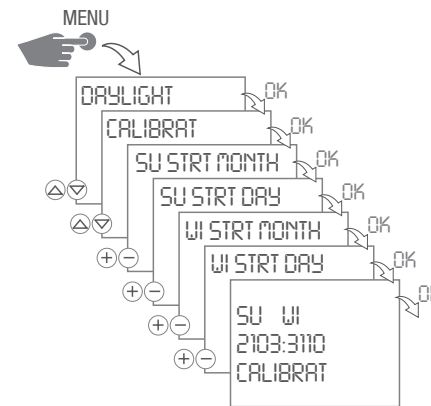 MENU
DAYLIGHT
OK
CALIBRAT
OK
SU STRT MONTH
OK
SU STRT DAY
OK
WI STRT MONTH
OK
WI STRT DAY
OK
SU WI
2103:3110
CALIBRAT